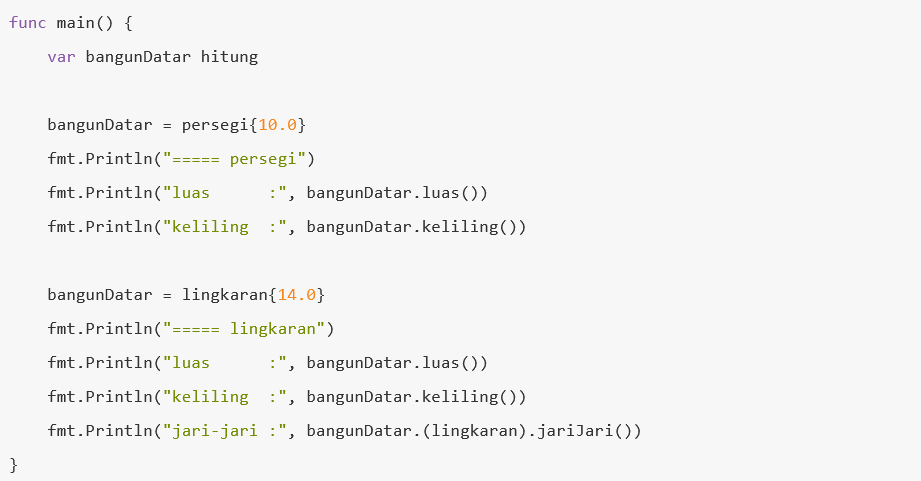 func main() {
    var bangunDatar hitung

    bangunDatar = persegi{10.0}
    fmt.Println("===== persegi")
    fmt.Println("luas      :", bangunDatar.luas())
    fmt.Println("keliling  :", bangunDatar.keliling())

    bangunDatar = lingkaran{14.0}
    fmt.Println("===== lingkaran")
    fmt.Println("luas      :", bangunDatar.luas())
    fmt.Println("keliling  :", bangunDatar.keliling())
    fmt.Println("jari-jari :", bangunDatar.(lingkaran).jariJari())
}